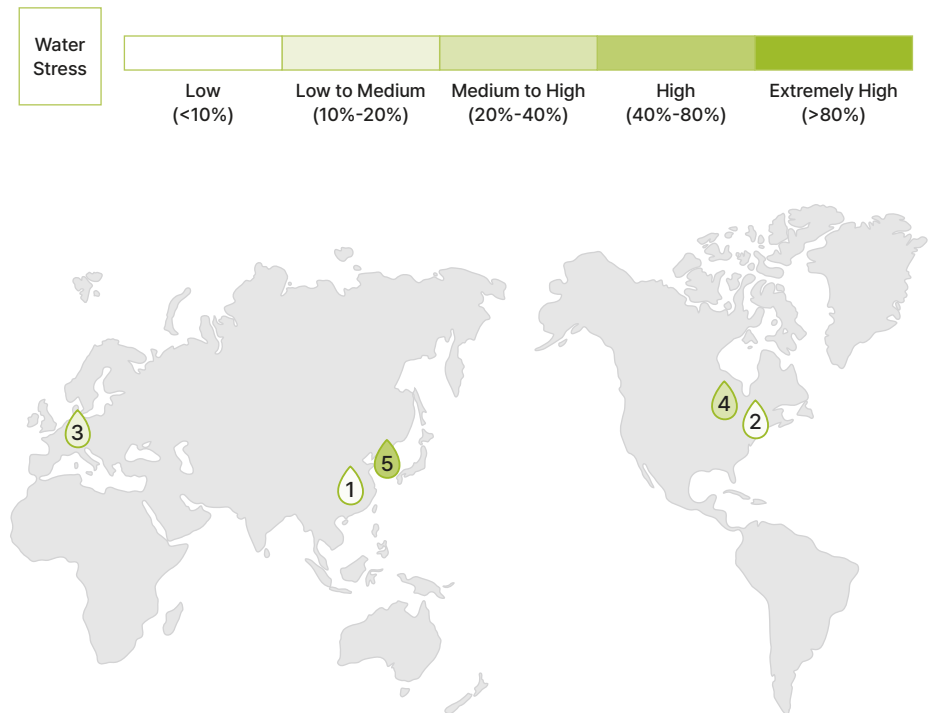 Water
Stress
Low
(<10%)
Low to Medium
(10%-20%)
Medium to High
(20%-40%)
High
(40%-80%)
Extremely High
(>80%)
4
2
3
5
1